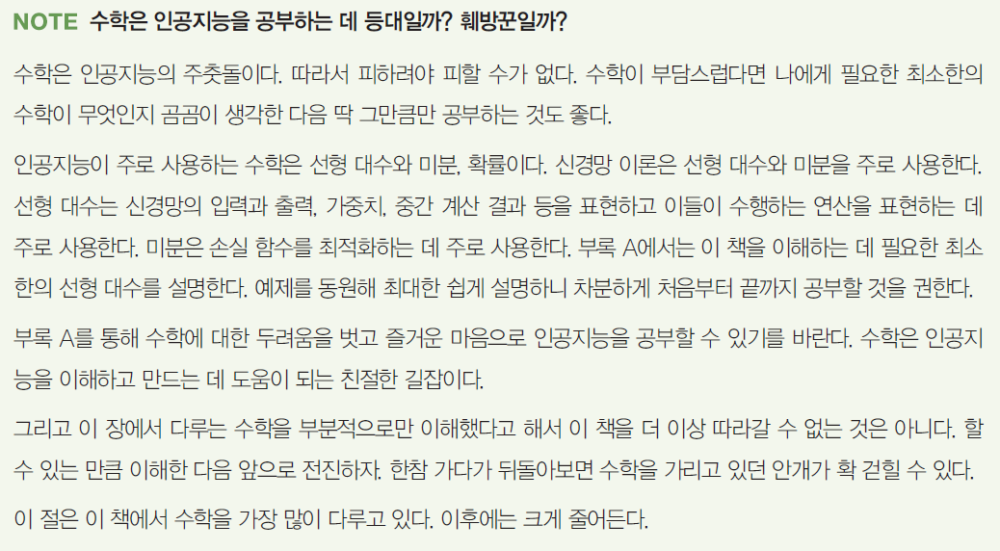 NOTE 수학은 인공지능을 공부하는 데 등대일까? 훼방꾼일까?
수학은 인공지능의 주춧돌이다. 따라서 피하려야 피할 수가 없다. 수학이 부담스럽다면 나에게 필요한 최소한의
수학이 무엇인지 곰곰이 생각한 다음 딱 그만큼만 공부하는 것도 좋다.
인공지능이 주로 사용하는 수학은 선형 대수와 미분, 확률이다. 신경망 이론은 선형 대수와 미분을 주로 사용한다.
선형 대수는 신경망의 입력과 출력, 가중치, 중간 계산 결과 등을 표현하고 이들이 수행하는 연산을 표현하는 데
주로 사용한다. 미분은 손실 함수를 최적화하는 데 주로 사용한다. 부록 A에서는 이 책을 이해하는 데 필요한 최소
한의 선형 대수를 설명한다. 예제를 동원해 최대한 쉽게 설명하니 차분하게 처음부터 끝까지 공부할 것을 권한다.
부록 A를 통해 수학에 대한 두려움을 벗고 즐거운 마음으로 인공지능을 공부할 수 있기를 바란다. 수학은 인공지
능을 이해하고 만드는 데 도움이 되는 친절한 길잡이다.
그리고 이 장에서 다루는 수학을 부분적으로만 이해했다고 해서 이 책을 더 이상 따라갈 수 없는 것은 아니다. 할
수 있는 만큼 이해한 다음 앞으로 전진하자. 한참 가다가 뒤돌아보면 수학을 가리고 있던 안개가 확 걷힐 수 있다.
이 절은 이 책에서 수학을 가장 많이 다루고 있다. 이후에는 크게 줄어든다.